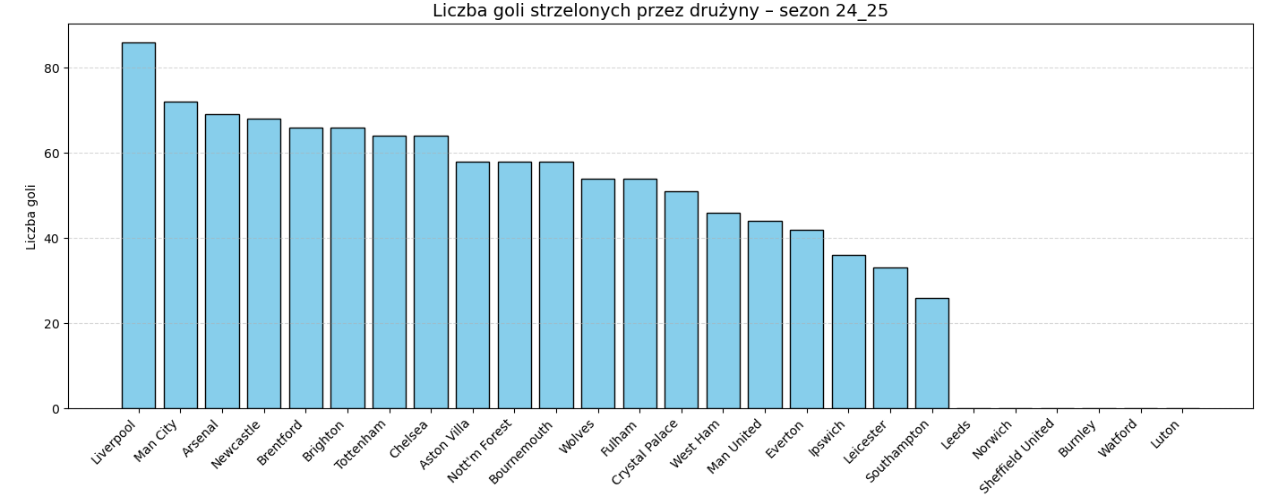 Liczba goli strzelonych przez drużyny – sezon 24_25
Liczba goli
80
60
40
20
0
Liverpool
Man City
Arsenal
Newcastle
Brentford
Brighton
Tottenham
Chelsea
Aston Villa
Nott'm Forest
Bournemouth
Wolves
Fulham
Crystal Palace
West Ham
Man United
Everton
Ipswich
Leicester
Southampton
Leeds
Norwich
Sheffield United
Burnley
Watford
Luton